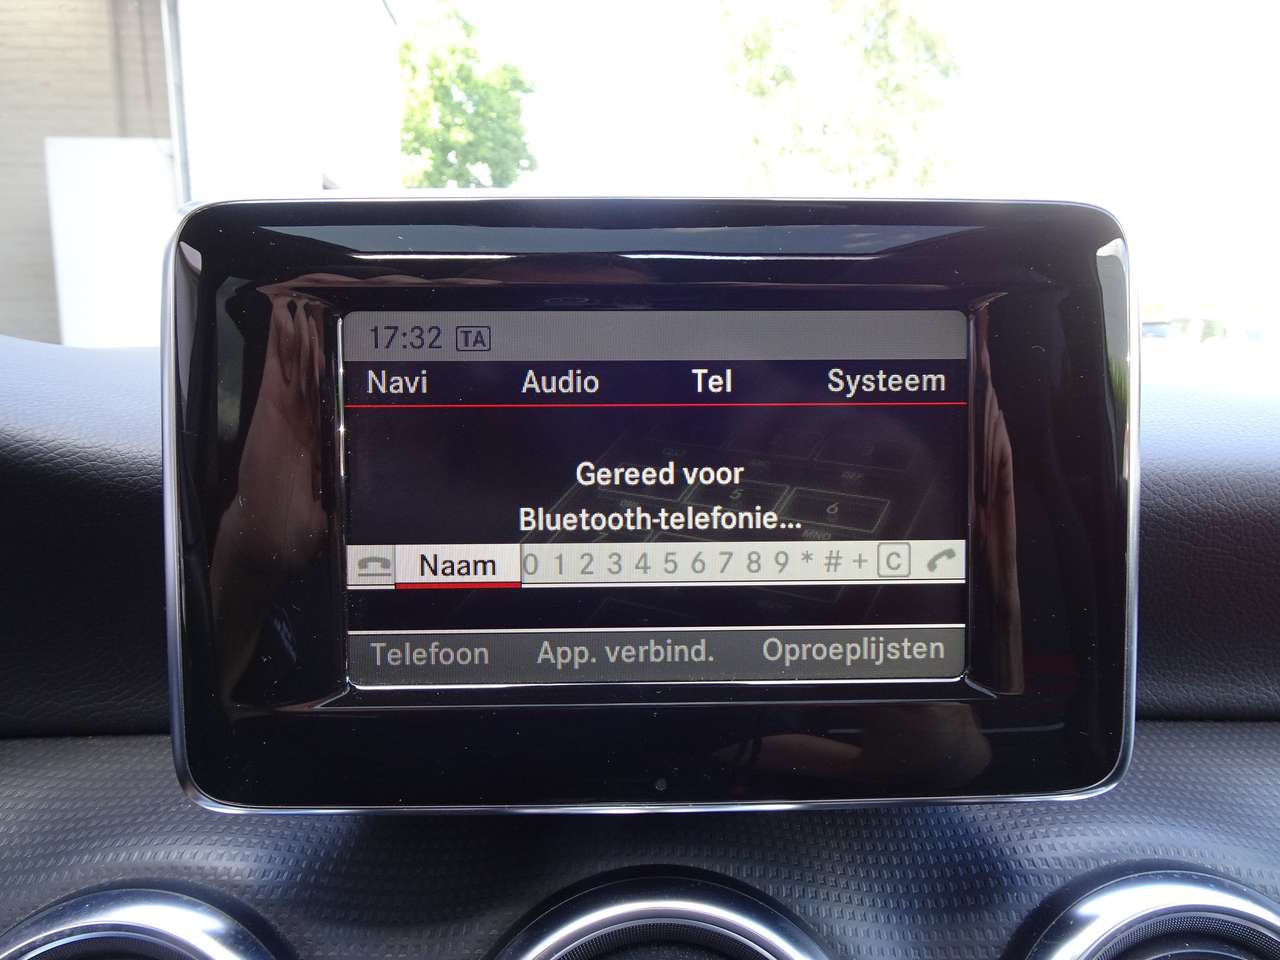 17:32 TA
Navi Audio Tel Systeem
Gereed voor
Bluetooth-telefonie...
Naam 0 1 2 3 4 5 6 7 8 9 * # + C
Telefoon App. verbind. Oproeplijsten